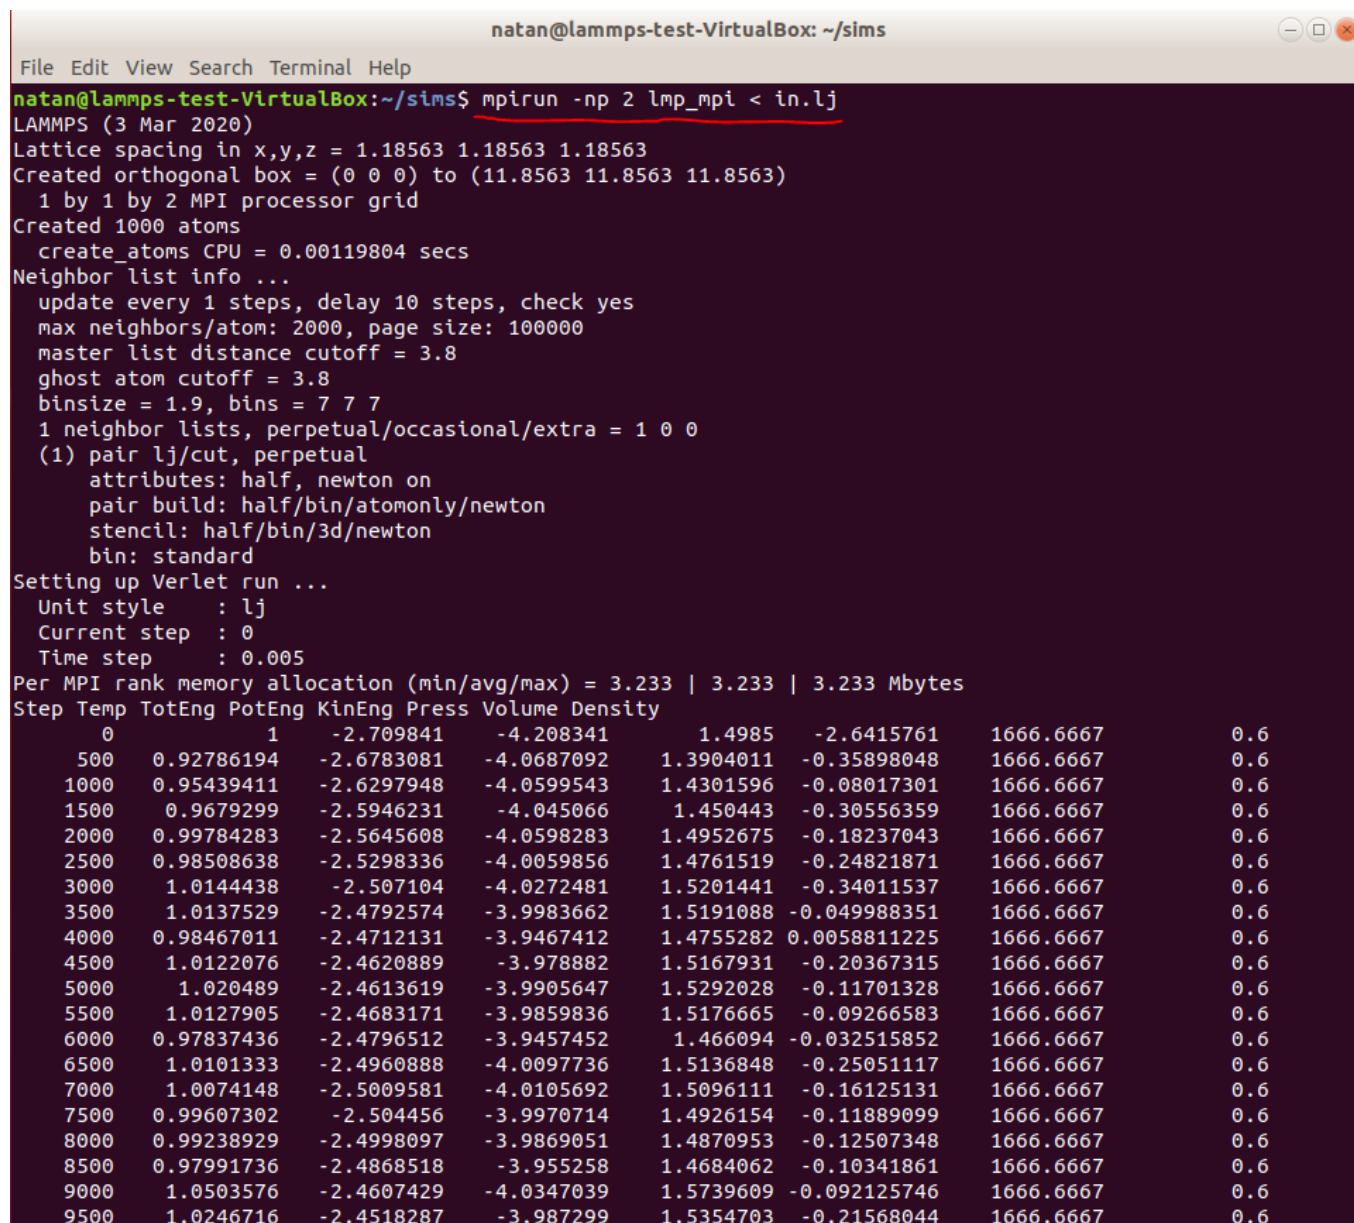 natan@lammps-test-VirtualBox: ~/sims
File Edit View Search Terminal Help
natan@lammps-test-VirtualBox:~/sims$ mpirun -np 2 lmp_mpi < in.lj
LAMMPS (3 Mar 2020)
Lattice spacing in x,y,z = 1.18563 1.18563 1.18563
Created orthogonal box = (0 0 0) to (11.8563 11.8563 11.8563)
  1 by 1 by 2 MPI processor grid
Created 1000 atoms
  create_atoms CPU = 0.00119804 secs
Neighbor list info ...
  update every 1 steps, delay 10 steps, check yes
  max neighbors/atom: 2000, page size: 100000
  master list distance cutoff = 3.8
  ghost atom cutoff = 3.8
  binsize = 1.9, bins = 7 7 7
  1 neighbor lists, perpetual/occasional/extra = 1 0 0
  (1) pair lj/cut, perpetual
      attributes: half, newton on
      pair build: half/bin/atomonly/newton
      stencil: half/bin/3d/newton
      bin: standard
Setting up Verlet run ...
  Unit style    : lj
  Current step  : 0
  Time step     : 0.005
Per MPI rank memory allocation (min/avg/max) = 3.233 | 3.233 | 3.233 Mbytes
Step Temp TotEng PotEng KinEng Press Volume Density
0 1 -2.709841 -4.208341 1.4985 -2.6415761 1666.6667 0.6
500 0.92786194 -2.6783081 -4.0687092 1.3904011 -0.35898048 1666.6667 0.6
1000 0.95439411 -2.6297948 -4.0599543 1.4301596 -0.08017301 1666.6667 0.6
1500 0.9679299 -2.5946231 -4.045066 1.450443 -0.30556359 1666.6667 0.6
2000 0.99784283 -2.5645608 -4.0598283 1.4952675 -0.18237043 1666.6667 0.6
2500 0.98508638 -2.5298336 -4.0059856 1.4761519 -0.24821871 1666.6667 0.6
3000 1.0144438 -2.507104 -4.0272481 1.5201441 -0.34011537 1666.6667 0.6
3500 1.0137529 -2.4792574 -3.9983662 1.5191088 -0.049988351 1666.6667 0.6
4000 0.98467011 -2.4712131 -3.9467412 1.4755282 0.0058811225 1666.6667 0.6
4500 1.0122076 -2.4620889 -3.978882 1.5167931 -0.20367315 1666.6667 0.6
5000 1.020489 -2.4613619 -3.9905647 1.5292028 -0.11701328 1666.6667 0.6
5500 1.0127905 -2.4683171 -3.9859836 1.5176665 -0.09266583 1666.6667 0.6
6000 0.97837436 -2.4796512 -3.9457452 1.466094 -0.032515852 1666.6667 0.6
6500 1.0101333 -2.4960888 -4.0097736 1.5136848 -0.25051117 1666.6667 0.6
7000 1.0074148 -2.5009581 -4.0105692 1.5096111 -0.16125131 1666.6667 0.6
7500 0.99607302 -2.504456 -3.9970714 1.4926154 -0.11889099 1666.6667 0.6
8000 0.99238929 -2.4998097 -3.9869051 1.4870953 -0.12507348 1666.6667 0.6
8500 0.97991736 -2.4868518 -3.955258 1.4684062 -0.10341861 1666.6667 0.6
9000 1.0503576 -2.4607429 -4.0347039 1.5739609 -0.092125746 1666.6667 0.6
9500 1.0246716 -2.4518287 -3.987299 1.5354703 -0.21568044 1666.6667 0.6